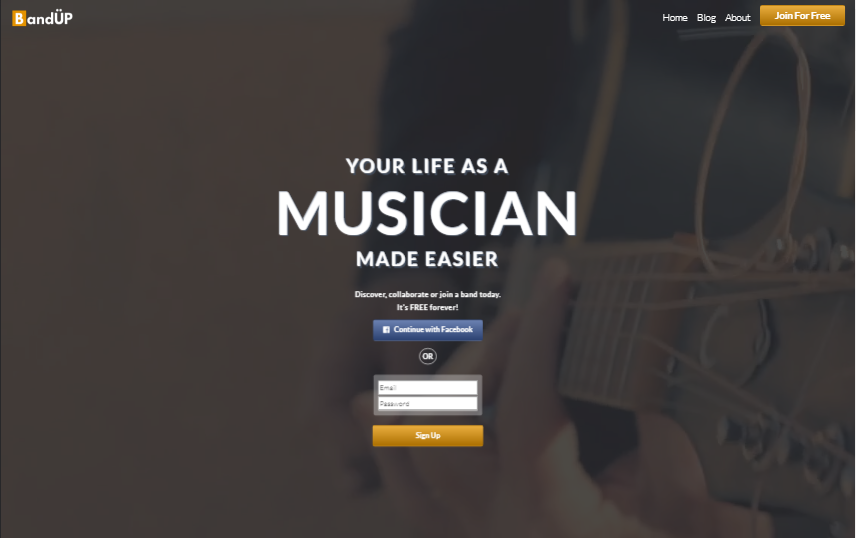 BandÜP
Home Blog About Join For Free
YOUR LIFE AS A
MUSICIAN
MADE EASIER
Discover, collaborate or join a band today.
It's FREE forever!
Continue with Facebook
OR
Email
Password
Sign Up